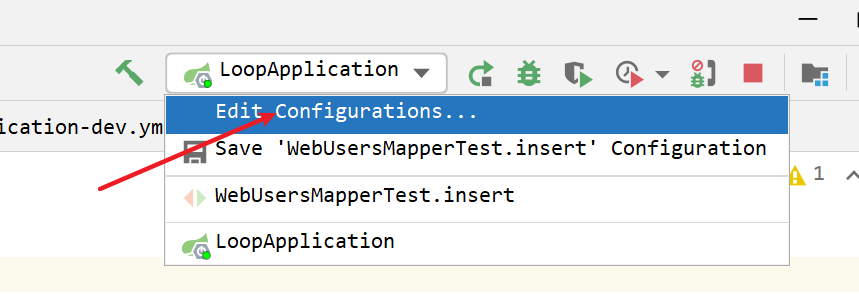 LoopApplication
Edit Configurations...
ication-dev.ym
Save 'WebUsersMapperTest.insert' Configuration
1
WebUsersMapperTest.insert
LoopApplication